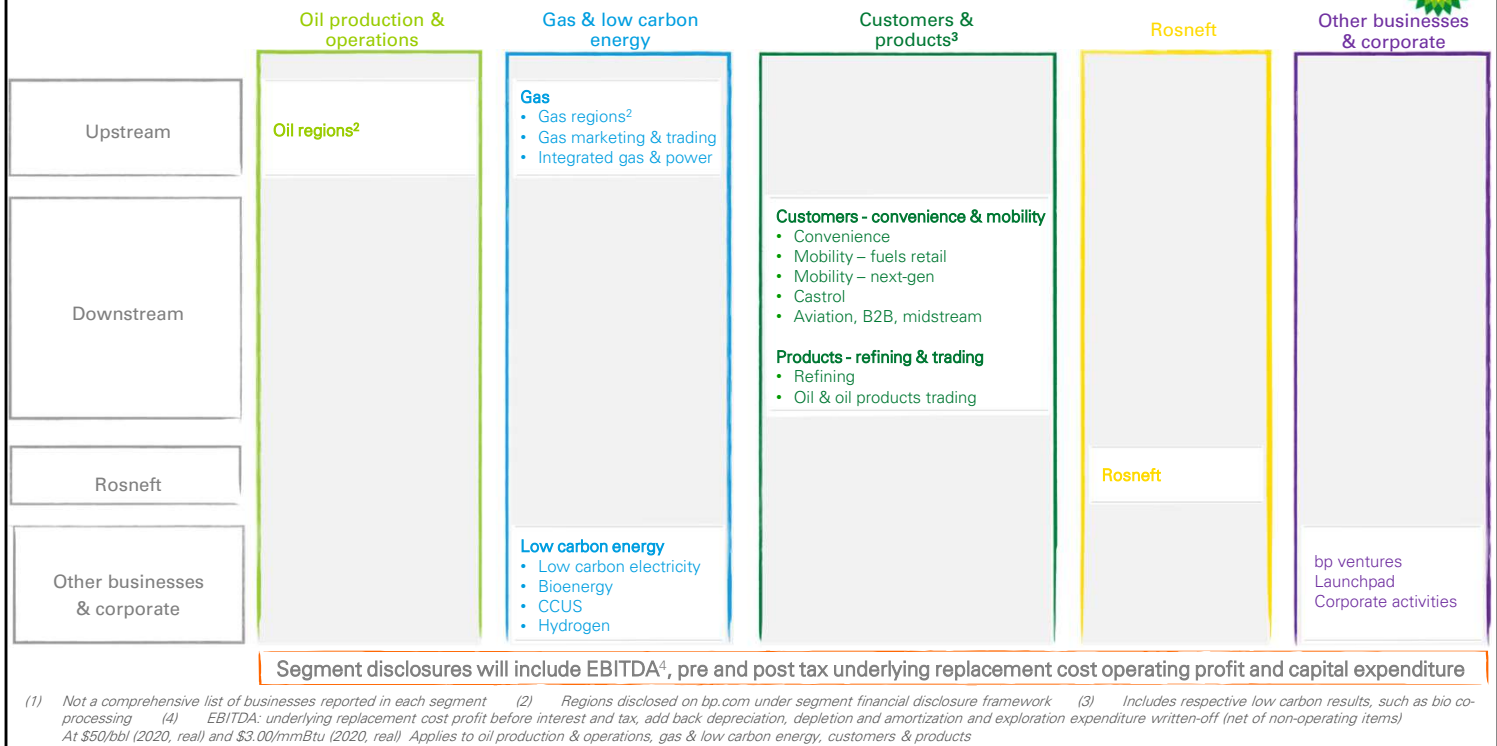 Oil production &
operations
Gas & low carbon
energy
Customers &
products³
Rosneft
Other businesses
& corporate
Upstream
Oil regions²
Gas
• Gas regions²
• Gas marketing & trading
• Integrated gas & power
Downstream
Customers - convenience & mobility
• Convenience
• Mobility – fuels retail
• Mobility – next-gen
• Castrol
• Aviation, B2B, midstream
Products - refining & trading
• Refining
• Oil & oil products trading
Rosneft
Rosneft
Other businesses
& corporate
Low carbon energy
• Low carbon electricity
• Bioenergy
• CCUS
• Hydrogen
bp ventures
Launchpad
Corporate activities
Segment disclosures will include EBITDA⁴, pre and post tax underlying replacement cost operating profit and capital expenditure
(1) Not a comprehensive list of businesses reported in each segment (2) Regions disclosed on bp.com under segment financial disclosure framework (3) Includes respective low carbon results, such as bio co-
processing (4) EBITDA: underlying replacement cost profit before interest and tax, add back depreciation, depletion and amortization and exploration expenditure written-off (net of non-operating items)
At $50/bbl (2020, real) and $3.00/mmBtu (2020, real) Applies to oil production & operations, gas & low carbon energy, customers & products